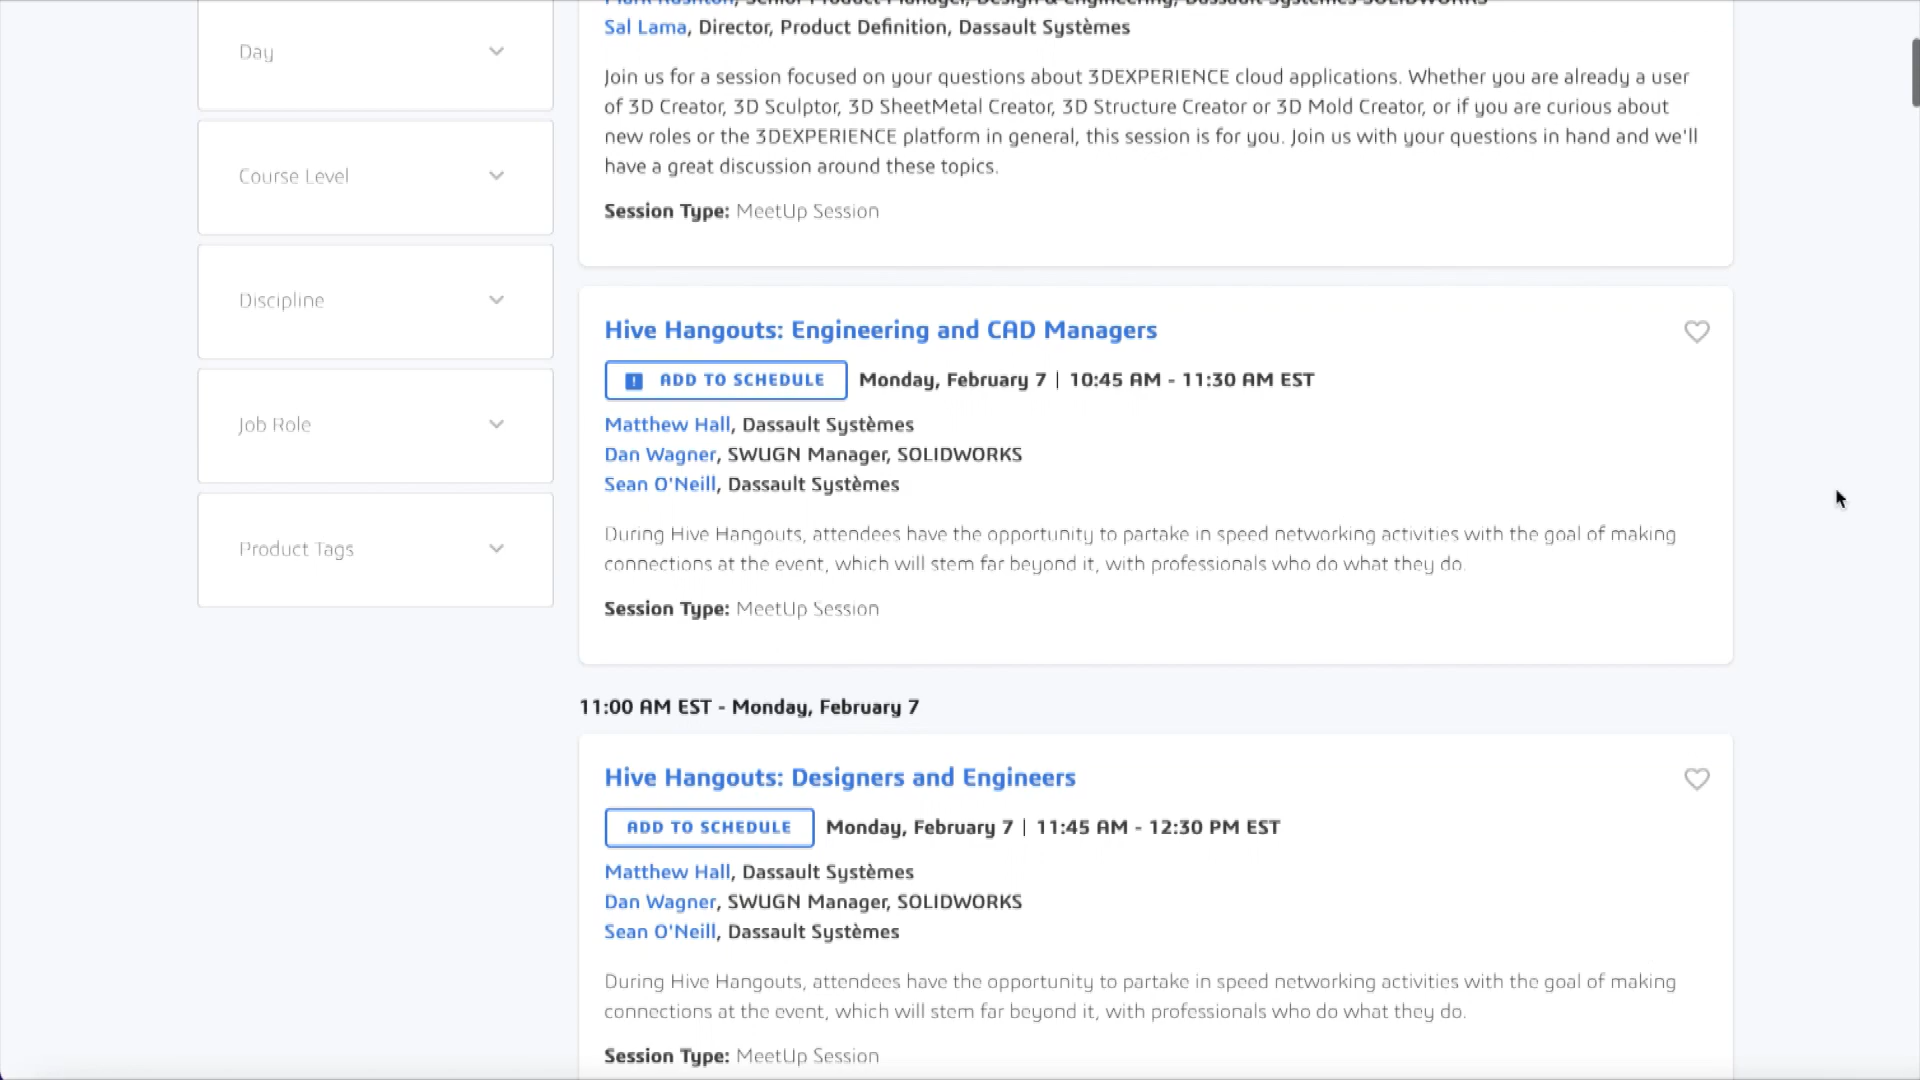 Mark Rushton, Senior Product Manager, Design & Engineering, Dassault Systèmes SOLIDWORKS
Sal Lama, Director, Product Definition, Dassault Systèmes
Join us for a session focused on your questions about 3DEXPERIENCE cloud applications. Whether you are already a user
of 3D Creator, 3D Sculptor, 3D SheetMetal Creator, 3D Structure Creator or 3D Mold Creator, or if you are curious about
new roles or the 3DEXPERIENCE platform in general, this session is for you. Join us with your questions in hand and we'll
have a great discussion around these topics.
Session Type: MeetUp Session
Day
Course Level
Discipline
Job Role
Product Tags
Hive Hangouts: Engineering and CAD Managers
! ADD TO SCHEDULE Monday, February 7 | 10:45 AM - 11:30 AM EST
Matthew Hall, Dassault Systèmes
Dan Wagner, SWUGN Manager, SOLIDWORKS
Sean O'Neill, Dassault Systèmes
During Hive Hangouts, attendees have the opportunity to partake in speed networking activities with the goal of making
connections at the event, which will stem far beyond it, with professionals who do what they do.
Session Type: MeetUp Session
11:00 AM EST - Monday, February 7
Hive Hangouts: Designers and Engineers
ADD TO SCHEDULE Monday, February 7 | 11:45 AM - 12:30 PM EST
Matthew Hall, Dassault Systèmes
Dan Wagner, SWUGN Manager, SOLIDWORKS
Sean O'Neill, Dassault Systèmes
During Hive Hangouts, attendees have the opportunity to partake in speed networking activities with the goal of making
connections at the event, which will stem far beyond it, with professionals who do what they do.
Session Type: MeetUp Session